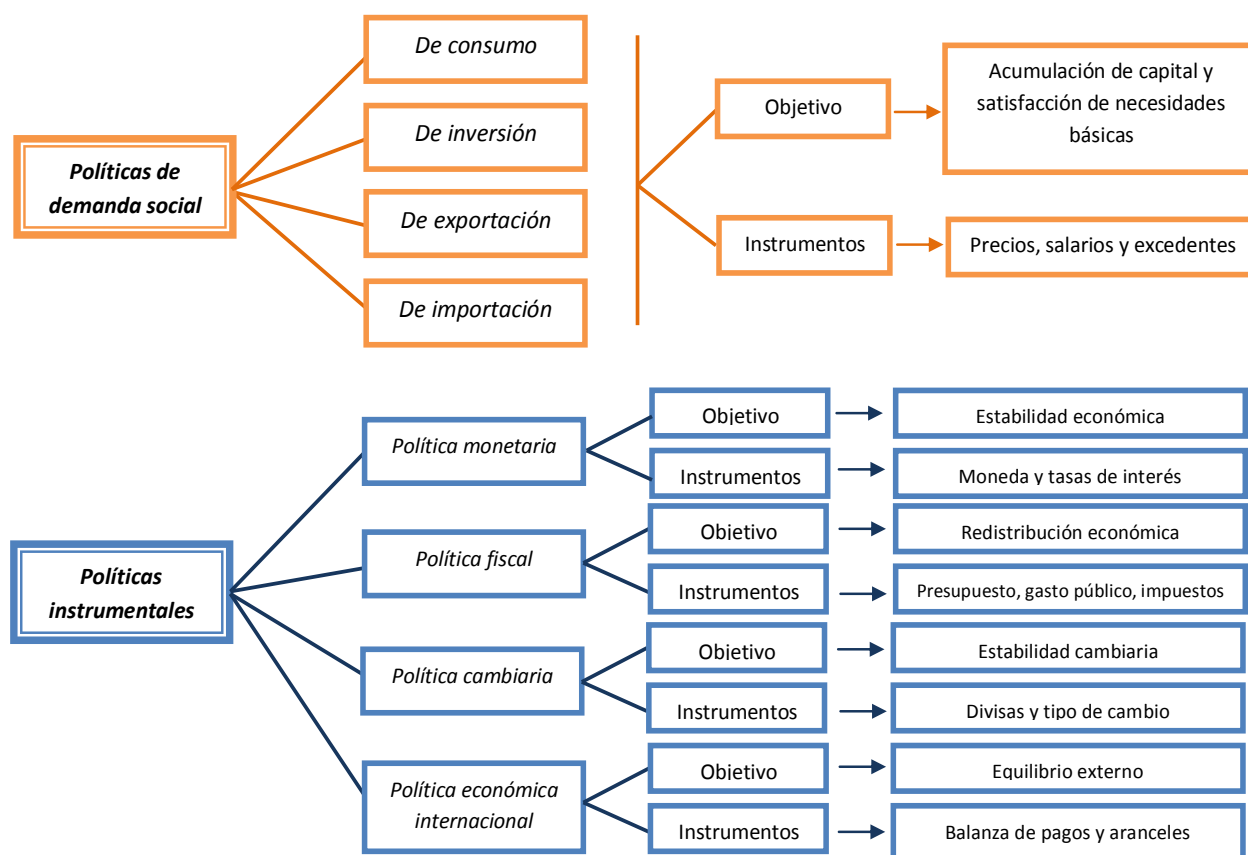 De consumo
De inversión
De exportación
De importación
Políticas de
demanda social
Objetivo
Acumulación de capital y
satisfacción de necesidades
básicas
Instrumentos
Precios, salarios y excedentes
Políticas
instrumentales
Política monetaria
Objetivo
Estabilidad económica
Instrumentos
Moneda y tasas de interés
Política fiscal
Objetivo
Redistribución económica
Instrumentos
Presupuesto, gasto público, impuestos
Política cambiaria
Objetivo
Estabilidad cambiaria
Instrumentos
Divisas y tipo de cambio
Política económica
internacional
Objetivo
Equilibrio externo
Instrumentos
Balanza de pagos y aranceles